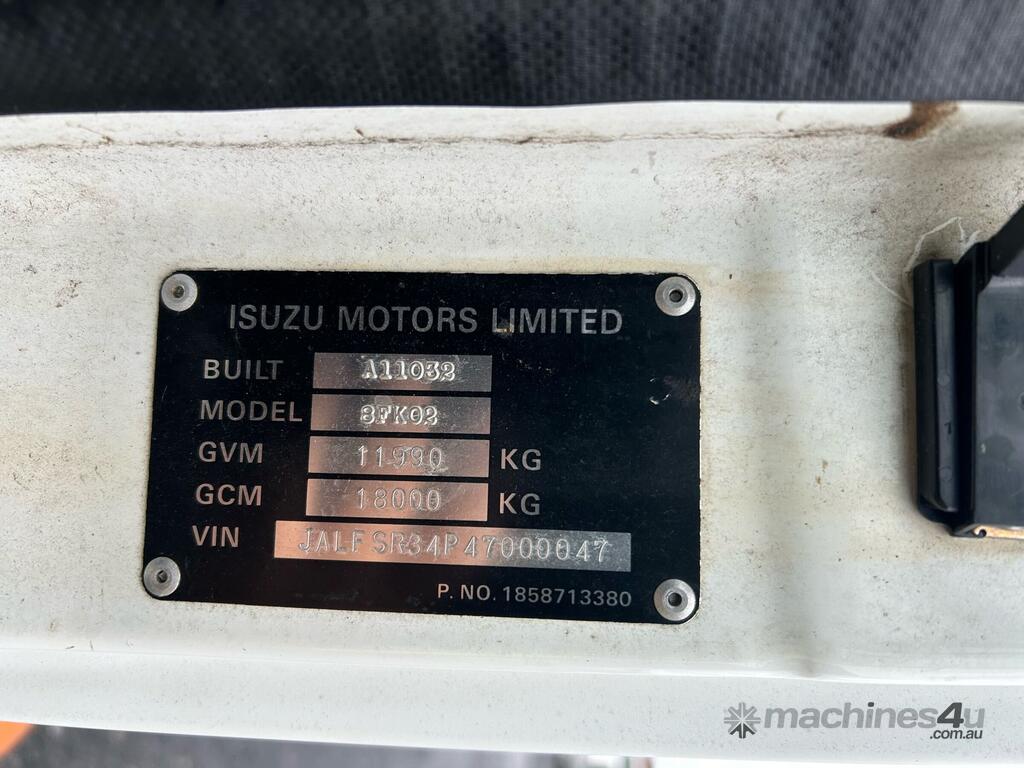 ISUZU MOTORS LIMITED
BUILT A11032
MODEL 8FK02
GVM 11990 KG
GCM 18000 KG
VIN JALFSR34P47000047
P. NO. 1858713380
machines4u
.com.au